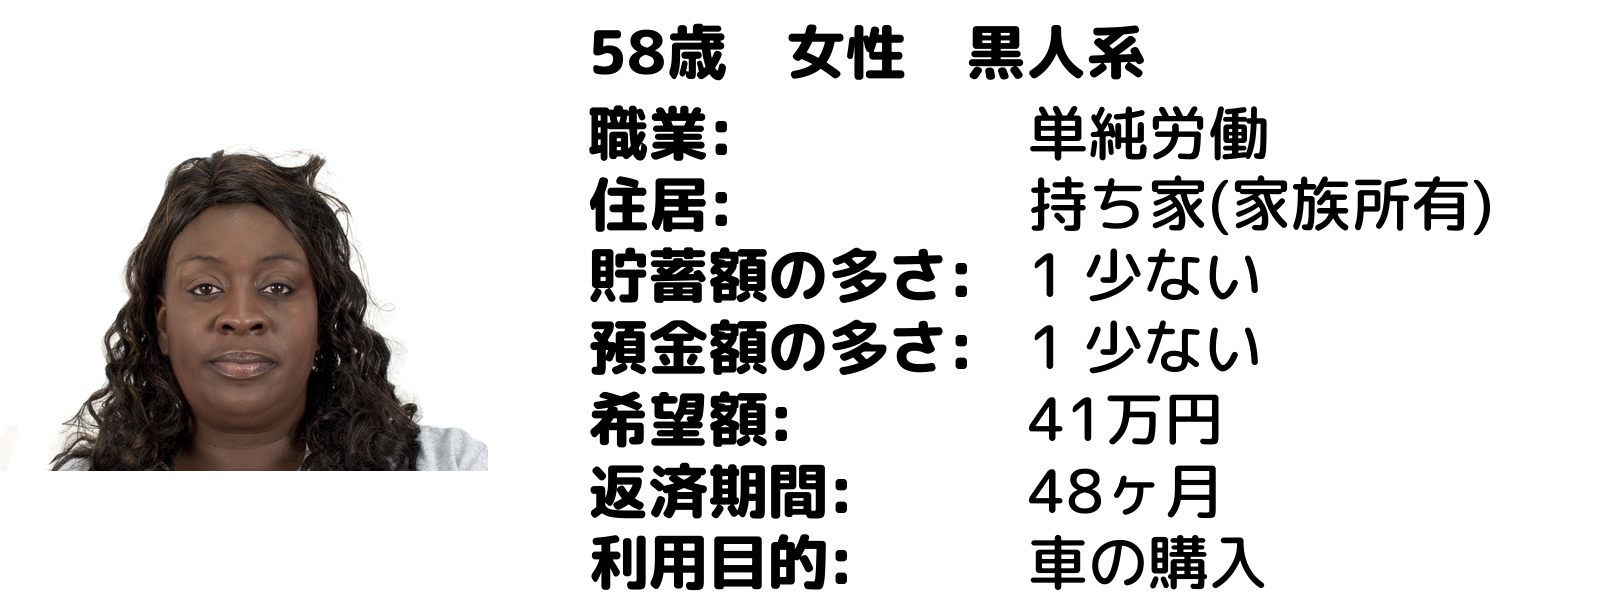 58歳　女性　黒人系
職業:　単純労働
住居:　持ち家(家族所有)
貯蓄額の多さ:　1 少ない
預金額の多さ:　1 少ない
希望額:　41万円
返済期間:　48ヶ月
利用目的:　車の購入